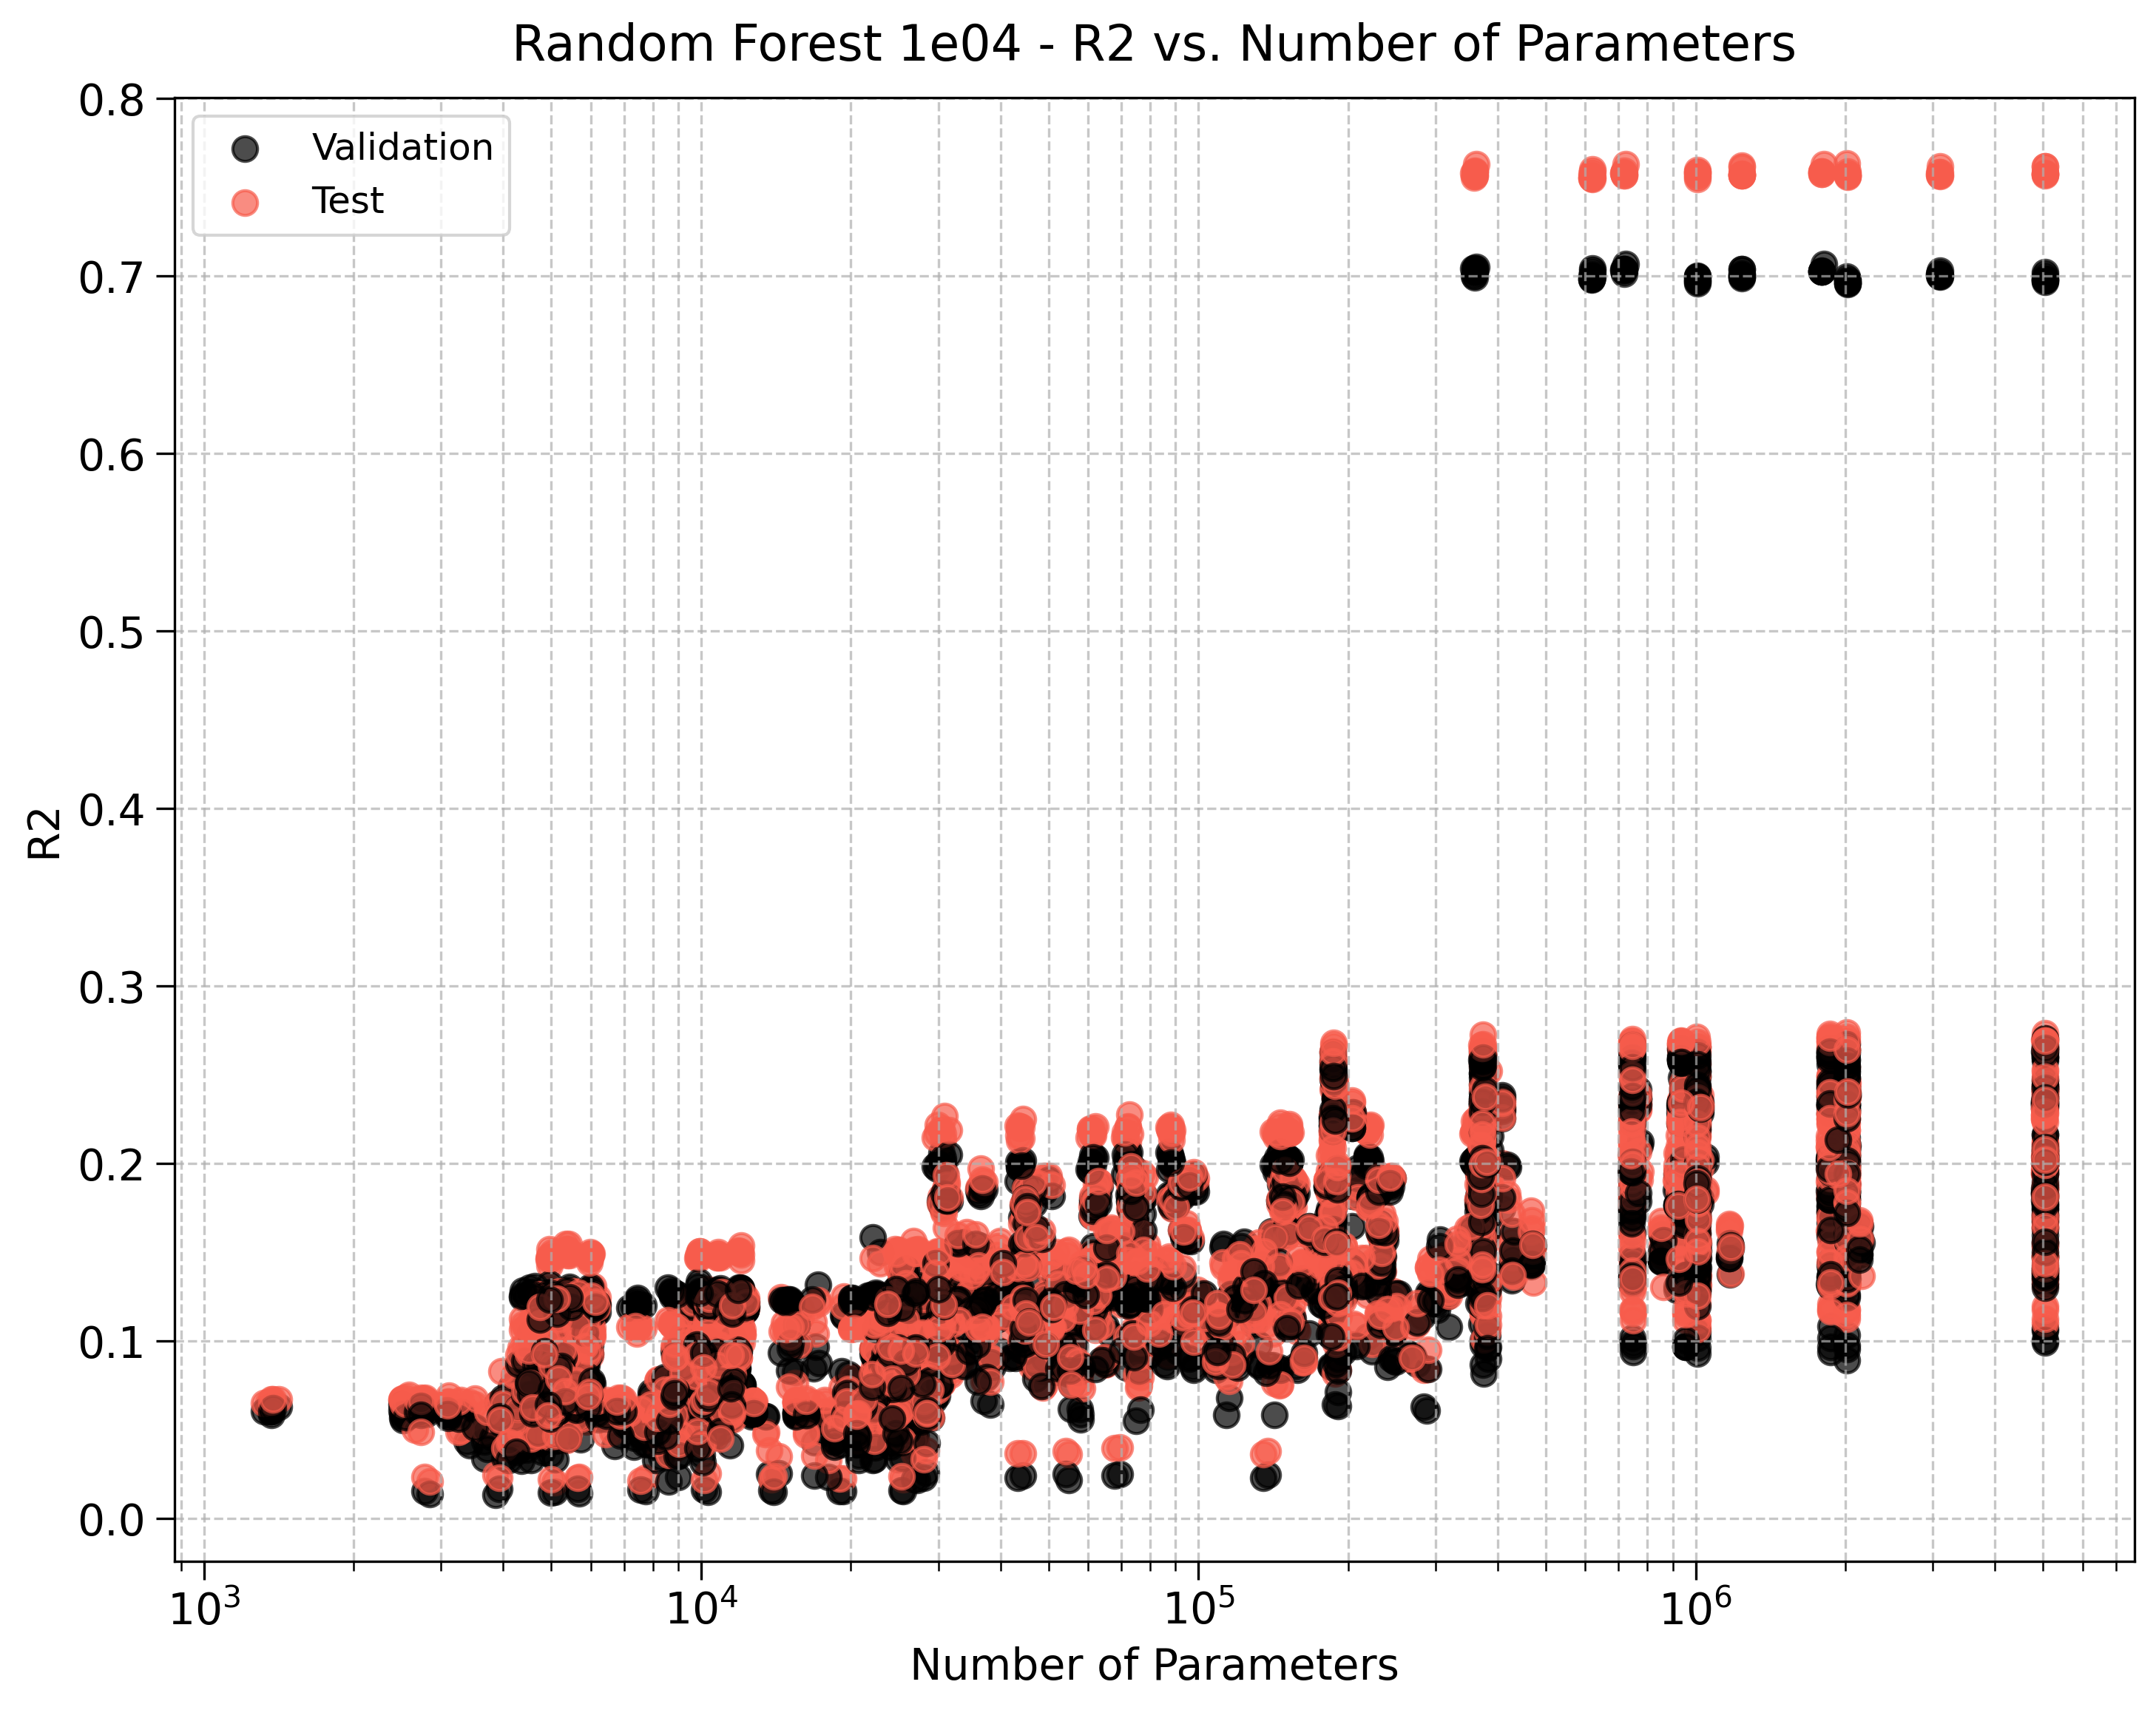 Random Forest 1e04 - R2 vs. Number of Parameters
Validation
Test
R2
0.8
0.7
0.6
0.5
0.4
0.3
0.2
0.1
0.0
10³ 10⁴ 10⁵ 10⁶
Number of Parameters